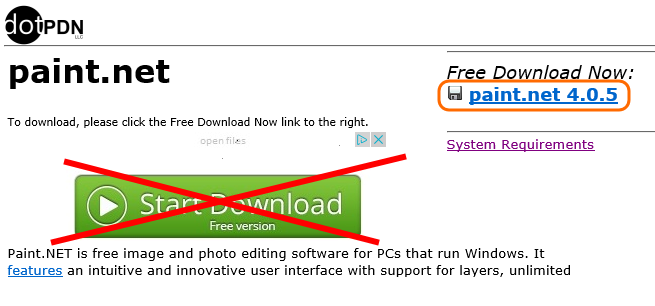 dotPDN LLC
paint.net
Free Download Now:
paint.net 4.0.5
To download, please click the Free Download Now link to the right.
open files
System Requirements
Start Download
Free version
Paint.NET is free image and photo editing software for PCs that run Windows. It
features an intuitive and innovative user interface with support for layers, unlimited